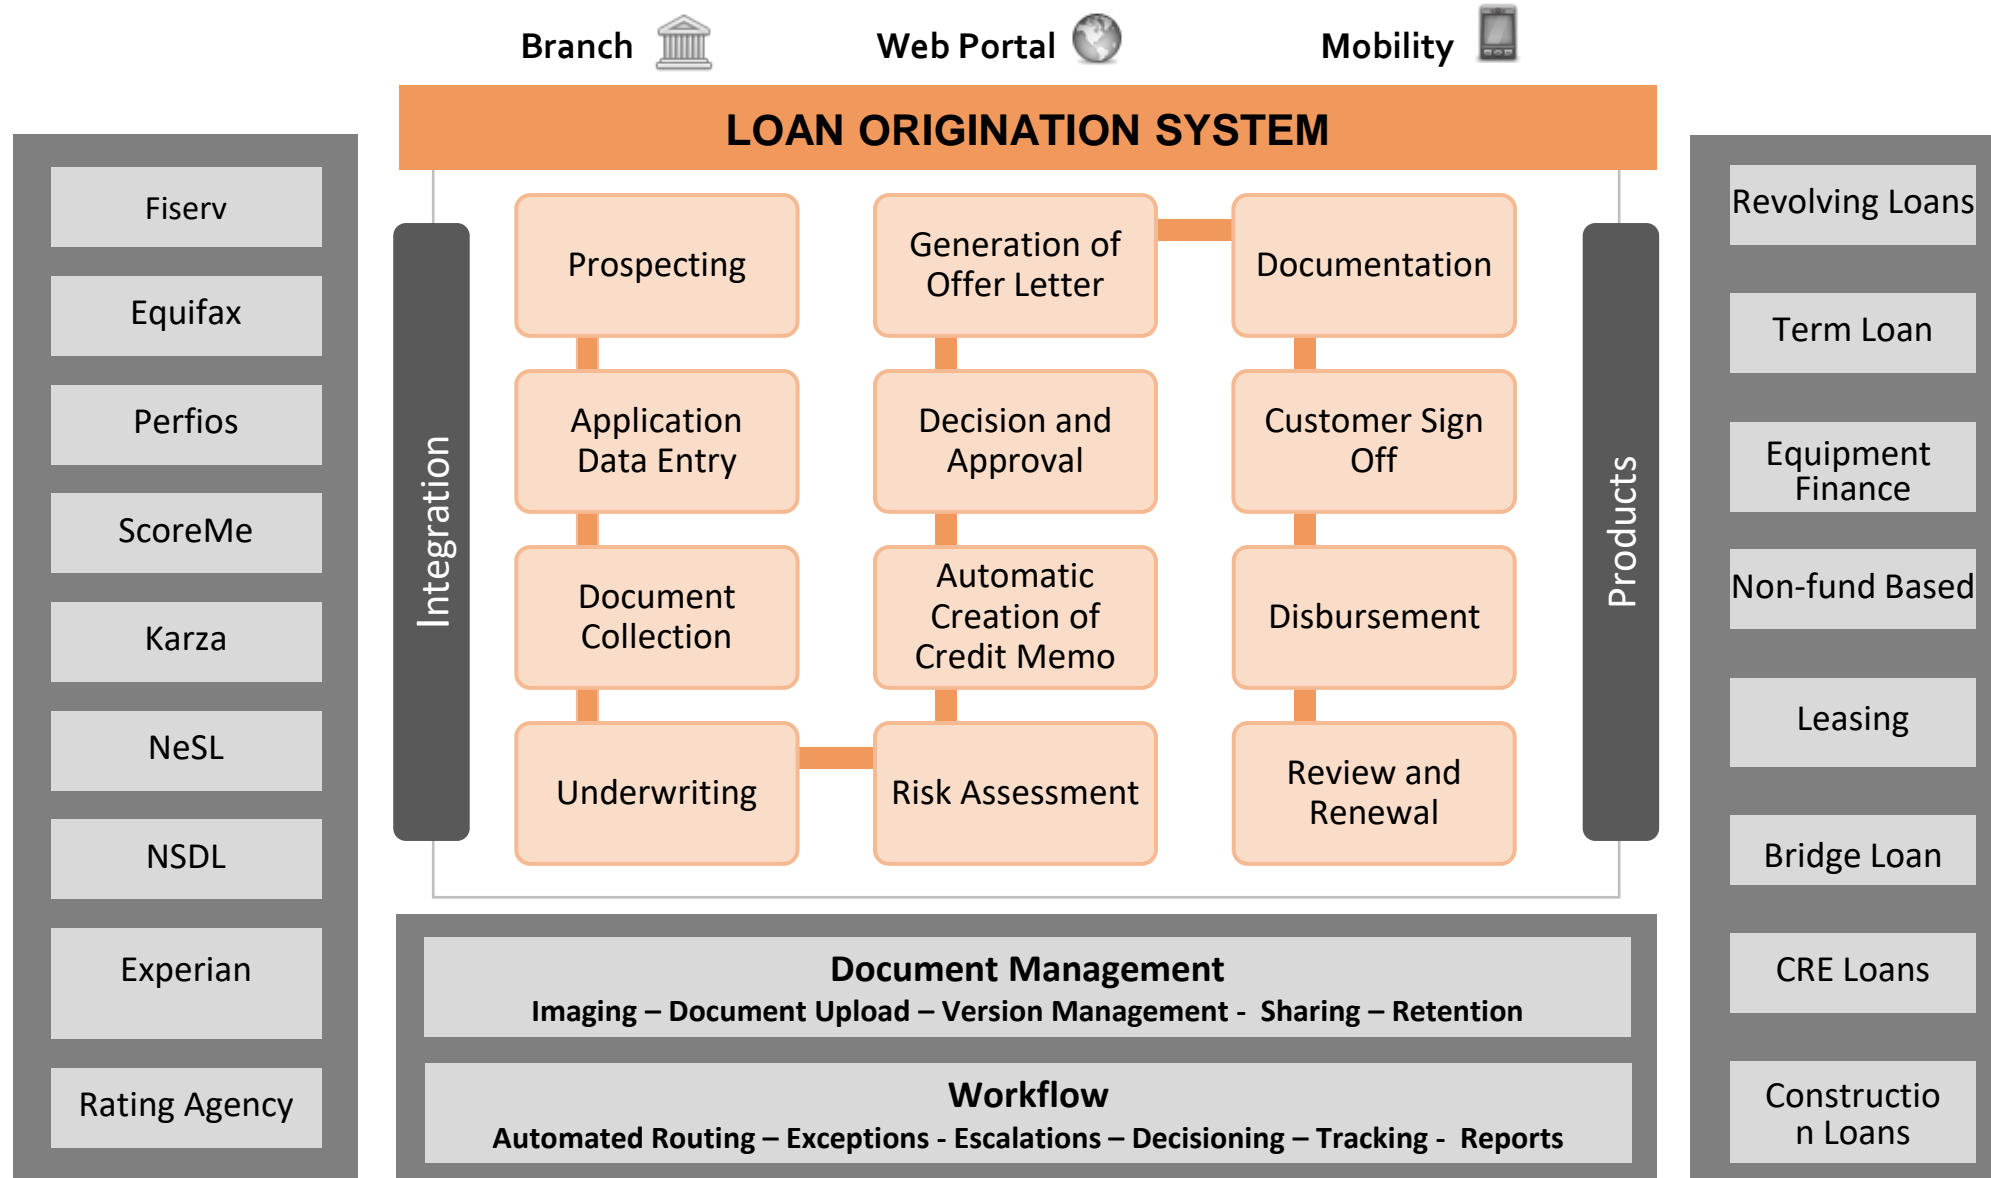 Branch
Web Portal
Mobility
LOAN ORIGINATION SYSTEM
Fiserv
Equifax
Perfios
ScoreMe
Karza
NeSL
NSDL
Experian
Rating Agency
Integration
Prospecting
Application
Data Entry
Document
Collection
Underwriting
Risk Assessment
Automatic
Creation of
Credit Memo
Decision and
Approval
Generation of
Offer Letter
Documentation
Customer Sign
Off
Disbursement
Review and
Renewal
Products
Revolving Loans
Term Loan
Equipment
Finance
Non-fund Based
Leasing
Bridge Loan
CRE Loans
Constructio
n Loans
Document Management
Imaging – Document Upload – Version Management - Sharing – Retention
Workflow
Automated Routing – Exceptions - Escalations – Decisioning – Tracking - Reports